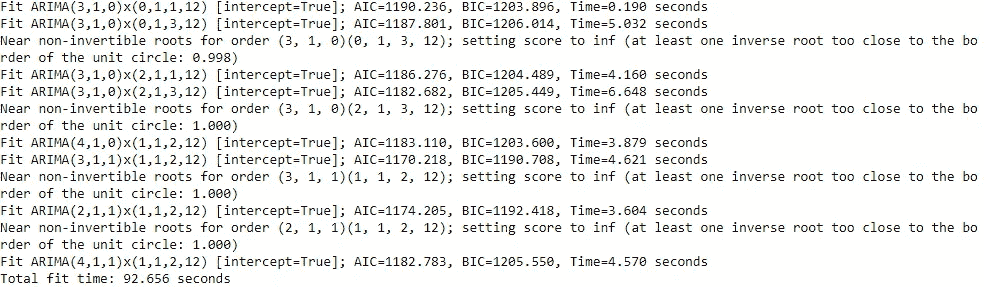 Fit ARIMA(3,1,0)x(0,1,1,12) [intercept=True]; AIC=1190.236, BIC=1203.896, Time=0.190 seconds
Fit ARIMA(3,1,0)x(0,1,3,12) [intercept=True]; AIC=1187.801, BIC=1206.014, Time=5.032 seconds
Near non-invertible roots for order (3, 1, 0)(0, 1, 3, 12); setting score to inf (at least one inverse root too close to the bo
rder of the unit circle: 0.998)
Fit ARIMA(3,1,0)x(2,1,1,12) [intercept=True]; AIC=1186.276, BIC=1204.489, Time=4.160 seconds
Fit ARIMA(3,1,0)x(2,1,3,12) [intercept=True]; AIC=1182.682, BIC=1205.449, Time=6.648 seconds
Near non-invertible roots for order (3, 1, 0)(2, 1, 3, 12); setting score to inf (at least one inverse root too close to the bo
rder of the unit circle: 1.000)
Fit ARIMA(4,1,0)x(1,1,2,12) [intercept=True]; AIC=1183.110, BIC=1203.600, Time=3.879 seconds
Fit ARIMA(3,1,1)x(1,1,2,12) [intercept=True]; AIC=1170.218, BIC=1190.708, Time=4.621 seconds
Near non-invertible roots for order (3, 1, 1)(1, 1, 2, 12); setting score to inf (at least one inverse root too close to the bo
rder of the unit circle: 1.000)
Fit ARIMA(2,1,1)x(1,1,2,12) [intercept=True]; AIC=1174.205, BIC=1192.418, Time=3.604 seconds
Near non-invertible roots for order (2, 1, 1)(1, 1, 2, 12); setting score to inf (at least one inverse root too close to the bo
rder of the unit circle: 1.000)
Fit ARIMA(4,1,1)x(1,1,2,12) [intercept=True]; AIC=1182.783, BIC=1205.550, Time=4.570 seconds
Total fit time: 92.656 seconds